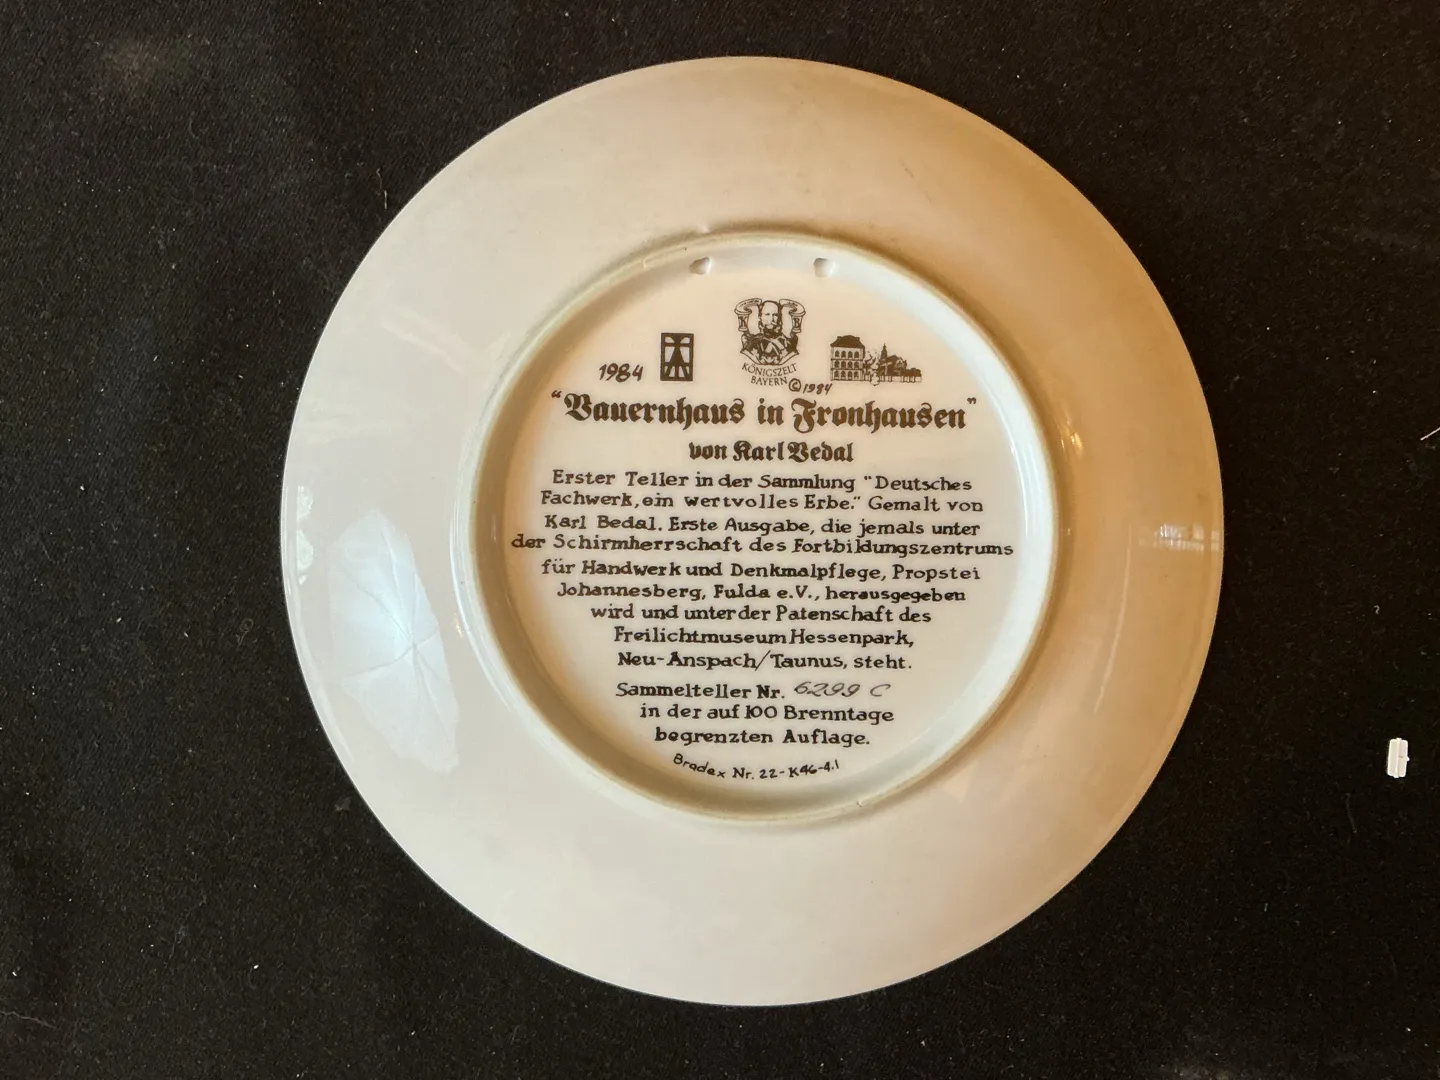 1984
KÖNIGSZELT
BAYERN
© 1984
"Bauernhaus in Fronhausen"
von Karl Bedal
Erster Teller in der Sammlung "Deutsches
Fachwerk, ein wertvolles Erbe." Gemalt von
Karl Bedal. Erste Ausgabe, die jemals unter
der Schirmherrschaft des Fortbildungszentrums
für Handwerk und Denkmalpflege, Propstei
Johannesberg, Fulda e.V., herausgegeben
wird und unter der Patenschaft des
Freilichtmuseum Hessenpark,
Neu-Anspach/Taunus, steht.
Sammelteller Nr. 6299 C
in der auf 100 Brenntage
begrenzten Auflage.
Bradex Nr. 22-K46-4.1